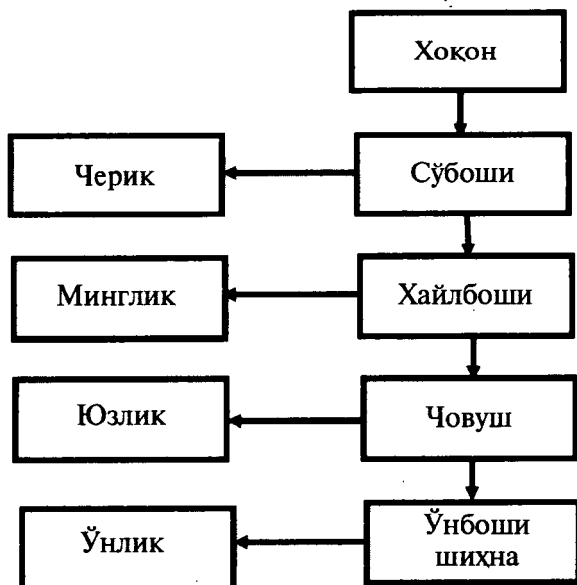 Хоқон
Черик
Сўбоши
Минглик
Хайлбоши
Юзлик
Човуш
Ўнлик
Ўнбоши
шиҳна